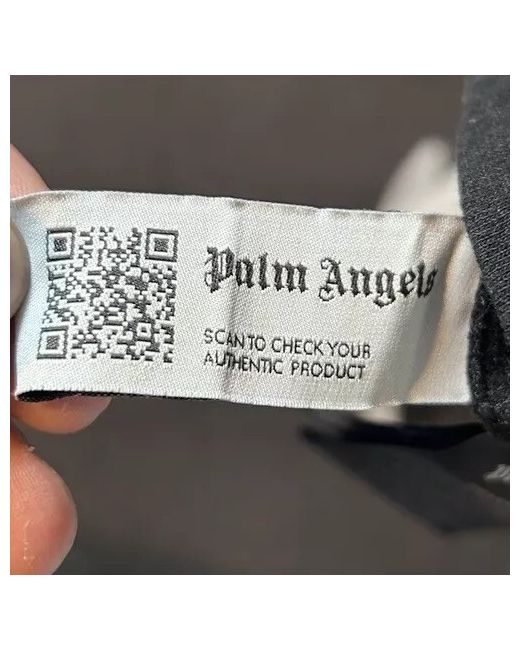 Palm Angels
SCAN TO CHECK YOUR
AUTHENTIC PRODUCT